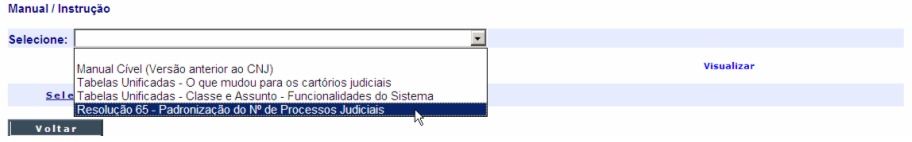 Manual / Instrução
Selecione:
Manual Cível (Versão anterior ao CNJ)
Visualizar
Tabelas Unificadas - O que mudou para os cartórios judiciais
Sele Tabelas Unificadas - Classe e Assunto - Funcionalidades do Sistema
Resolução 65 - Padronização do Nº de Processos Judiciais
Voltar